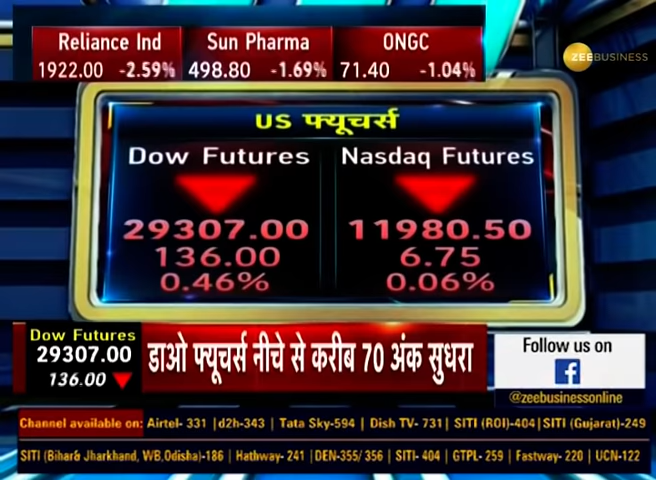 Reliance Ind Sun Pharma ONGC
1922.00 -2.59% 498.80 -1.69% 71.40 -1.04%
ZEEBUSINESS
US फ्यूचर्स
Dow Futures Nasdaq Futures
29307.00 11980.50
136.00 6.75
0.46% 0.06%
Dow Futures
29307.00
136.00
डाओ फ्यूचर्स नीचे से करीब 70 अंक सुधरा
Follow us on
@zeebusinessonline
Channel available on: Airtel- 331 |d2h-343 | Tata Sky-594 | Dish TV- 731| SITI (ROI)-404|SITI (Gujarat)-249
SITI (Bihar& Jharkhand, WB,Odisha)-186 | Hathway- 241 |DEN-355/ 356 | SITI- 404 | GTPL- 259 | Fastway- 220 | UCN-122